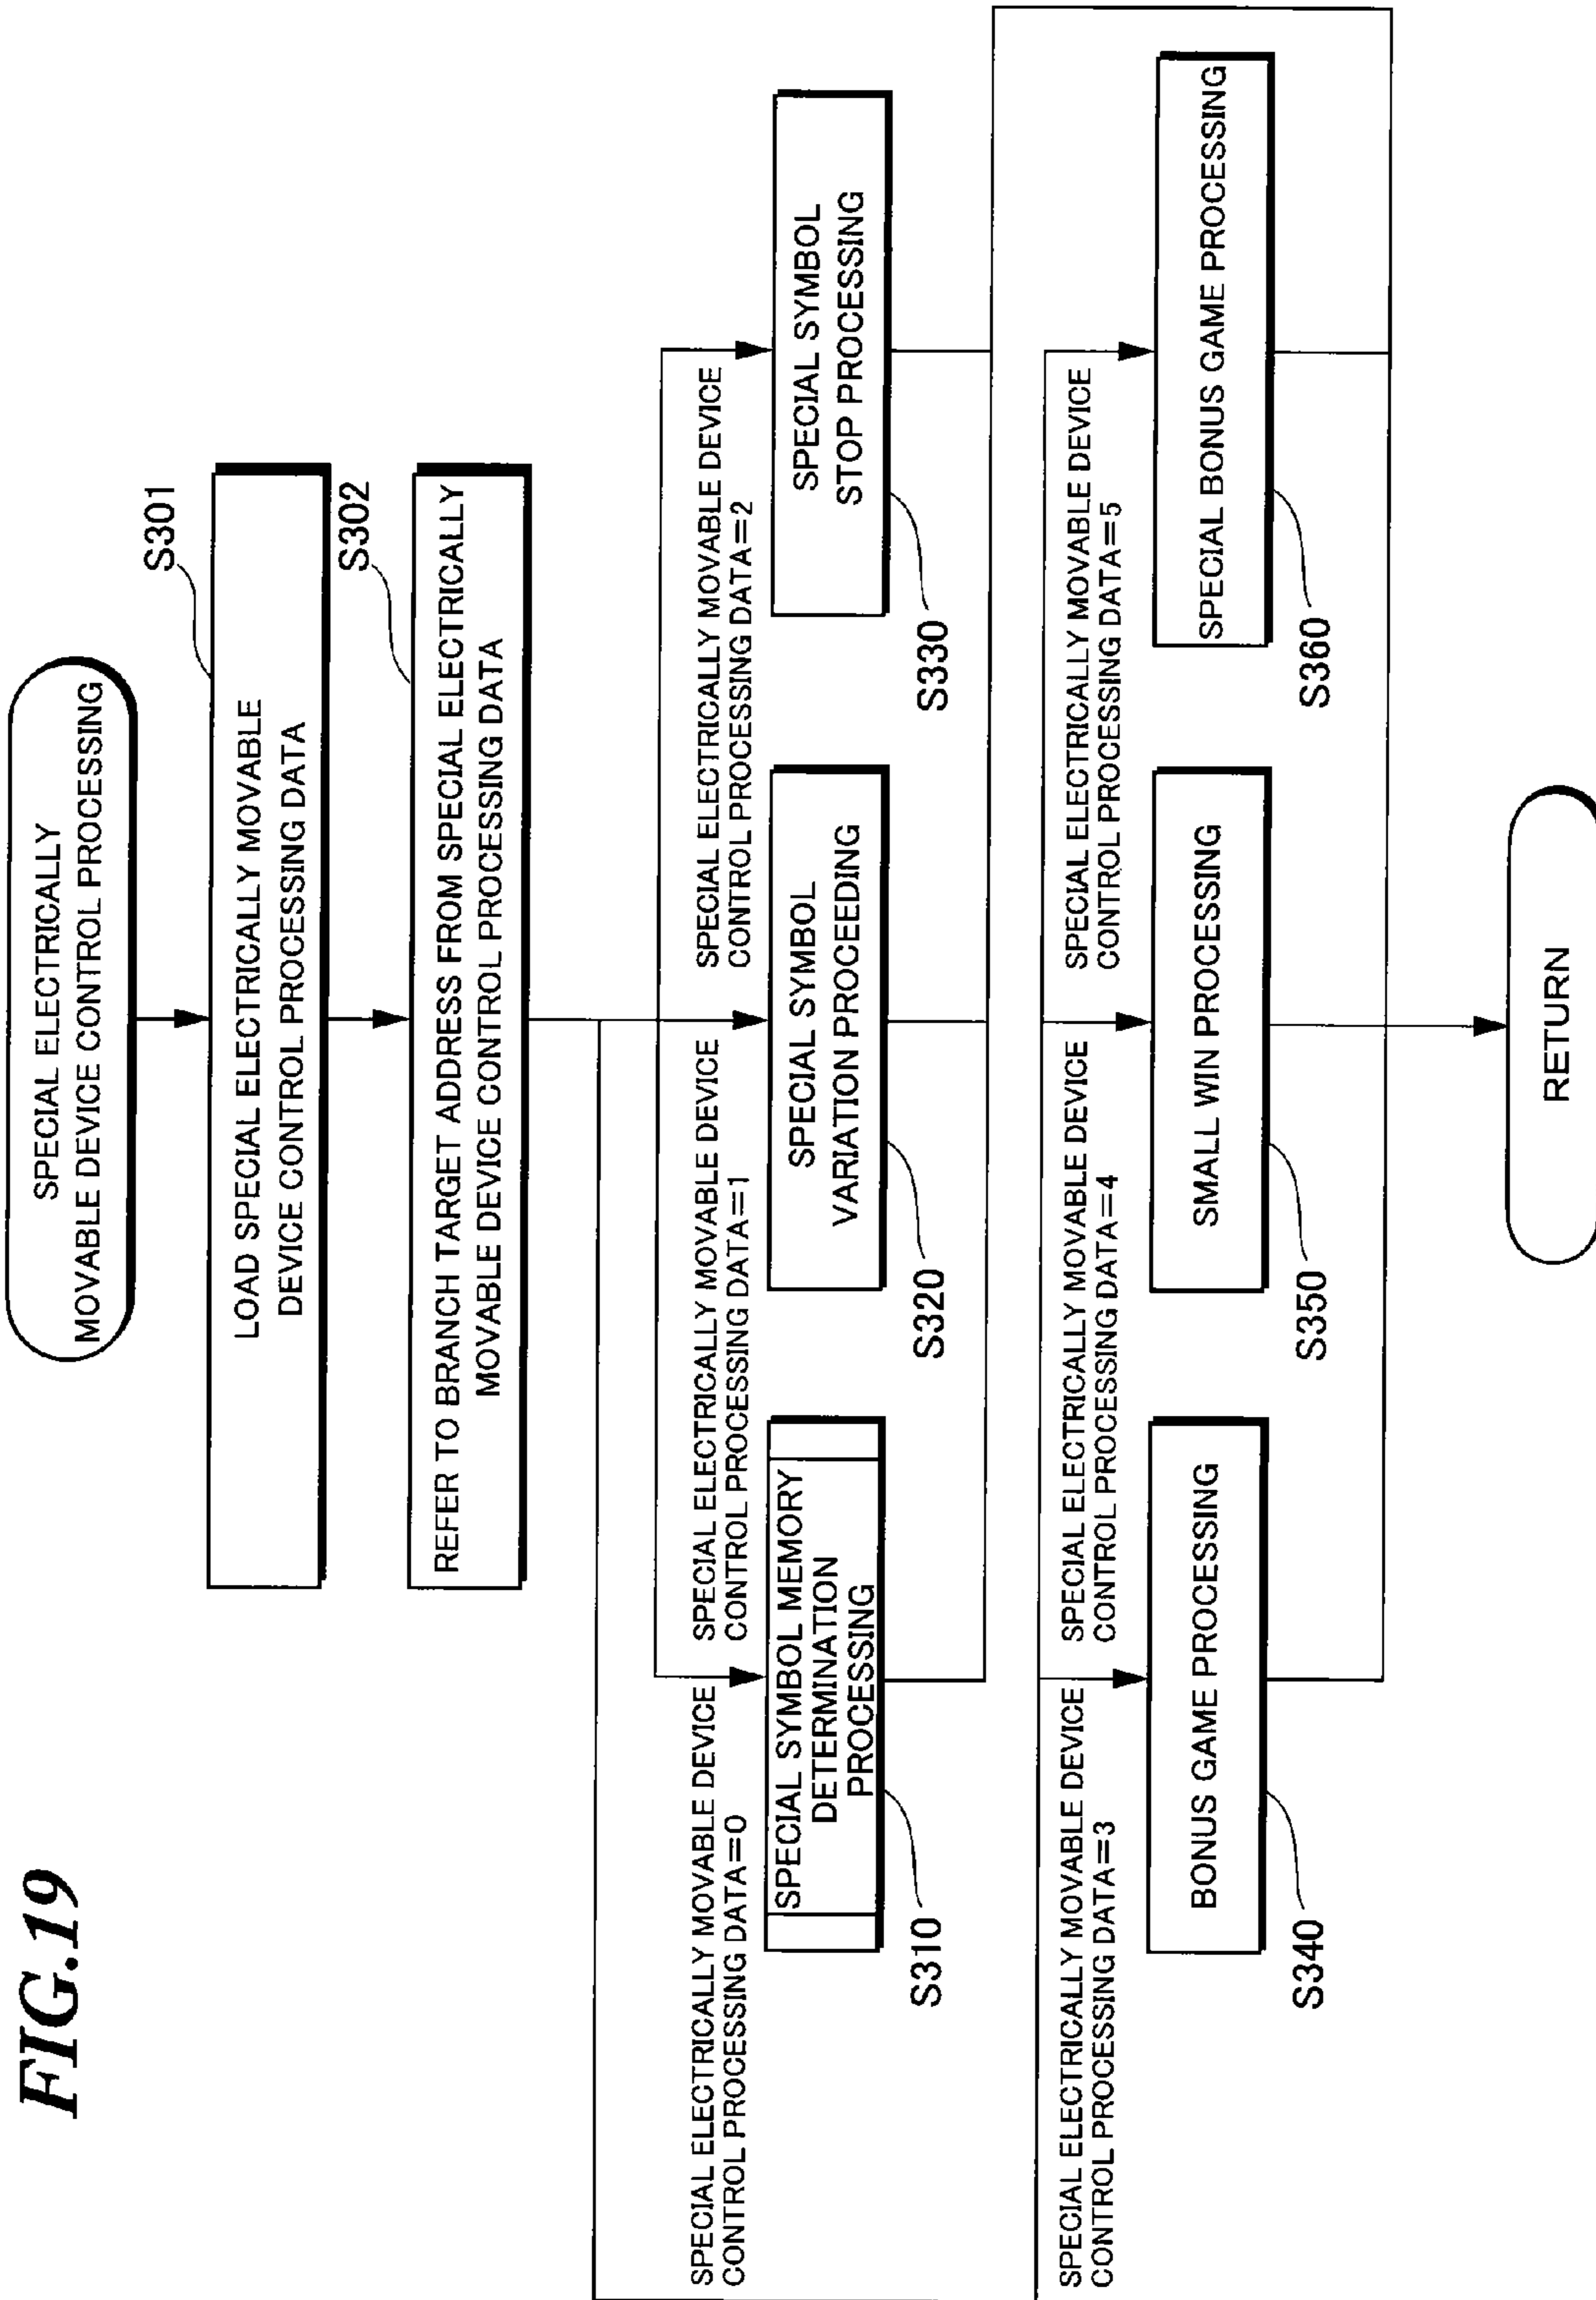 FIG.19
SPECIAL ELECTRICALLY
MOVABLE DEVICE CONTROL PROCESSING
S301
LOAD SPECIAL ELECTRICALLY MOVABLE
DEVICE CONTROL PROCESSING DATA
S302
REFER TO BRANCH TARGET ADDRESS FROM SPECIAL ELECTRICALLY
MOVABLE DEVICE CONTROL PROCESSING DATA
SPECIAL ELECTRICALLY MOVABLE DEVICE
CONTROL PROCESSING DATA=0
SPECIAL SYMBOL MEMORY
DETERMINATION
PROCESSING
S310
SPECIAL ELECTRICALLY MOVABLE DEVICE
CONTROL PROCESSING DATA=1
SPECIAL SYMBOL
VARIATION PROCEEDING
S320
SPECIAL ELECTRICALLY MOVABLE DEVICE
CONTROL PROCESSING DATA=2
SPECIAL SYMBOL
STOP PROCESSING
S330
SPECIAL ELECTRICALLY MOVABLE DEVICE
CONTROL PROCESSING DATA=3
BONUS GAME PROCESSING
S340
SPECIAL ELECTRICALLY MOVABLE DEVICE
CONTROL PROCESSING DATA=4
SMALL WIN PROCESSING
S350
SPECIAL ELECTRICALLY MOVABLE DEVICE
CONTROL PROCESSING DATA=5
SPECIAL BONUS GAME PROCESSING
S360
RETURN